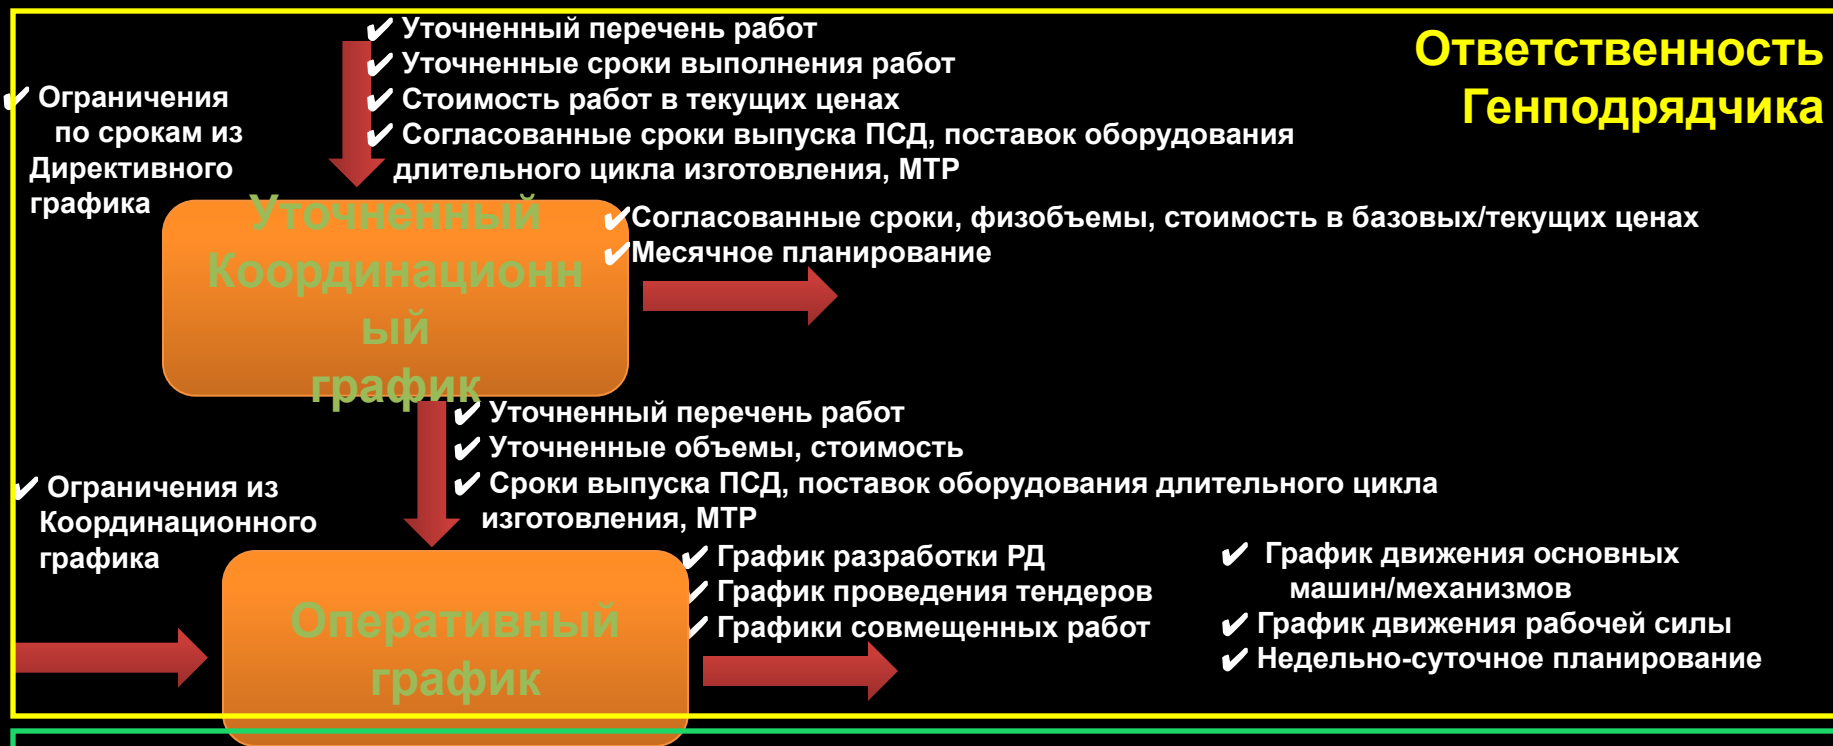 ✔ Уточненный перечень работ
✔ Уточненные сроки выполнения работ
✔ Стоимость работ в текущих ценах
✔ Согласованные сроки выпуска ПСД, поставок оборудования
длительного цикла изготовления, МТР
Ответственность
Генподрядчика
✔ Ограничения
по срокам из
Директивного
графика
Уточненный
Координационн
ый
график
✔Согласованные сроки, физобъемы, стоимость в базовых/текущих ценах
✔Месячное планирование
✔ Уточненный перечень работ
✔ Уточненные объемы, стоимость
✔ Сроки выпуска ПСД, поставок оборудования длительного цикла
изготовления, МТР
✔ Ограничения из
Координационного
графика
Оперативный
график
✔ График разработки РД
✔ График проведения тендеров
✔ Графики совмещенных работ
✔ График движения основных
машин/механизмов
✔ График движения рабочей силы
✔ Недельно-суточное планирование